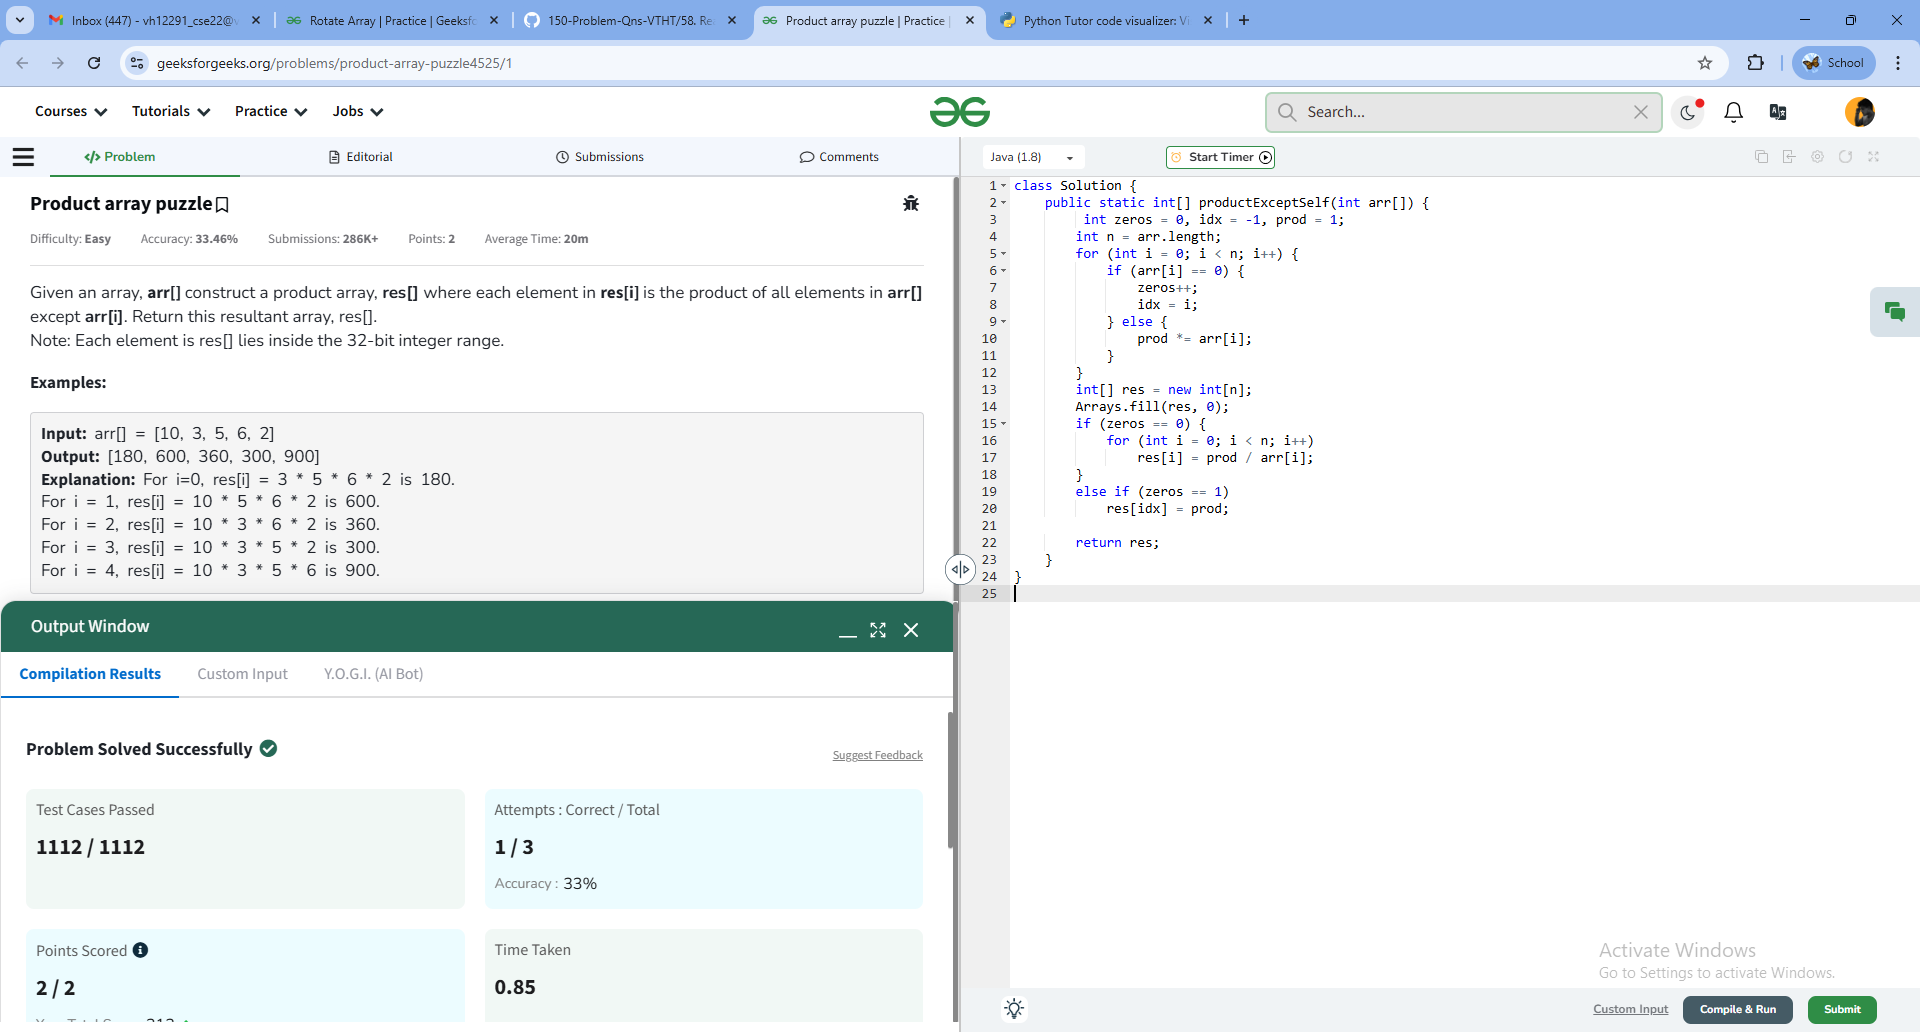 Inbox (447) - vh12291_cse22@v
Rotate Array | Practice | Geeksfo
150-Problem-Qns-VTHT/58. Re
Product array puzzle | Practice |
Python Tutor code visualizer: Vi
geeksforgeeks.org/problems/product-array-puzzle4525/1
School
Courses
Tutorials
Practice
Jobs
Search...
</> Problem
Editorial
Submissions
Comments
Java (1.8)
Start Timer
Product array puzzle
Difficulty: Easy
Accuracy: 33.46%
Submissions: 286K+
Points: 2
Average Time: 20m
Given an array, arr[] construct a product array, res[] where each element in res[i] is the product of all elements in arr[]
except arr[i]. Return this resultant array, res[].
Note: Each element is res[] lies inside the 32-bit integer range.
Examples:
Input: arr[] = [10, 3, 5, 6, 2]
Output: [180, 600, 360, 300, 900]
Explanation: For i=0, res[i] = 3 * 5 * 6 * 2 is 180.
For i = 1, res[i] = 10 * 5 * 6 * 2 is 600.
For i = 2, res[i] = 10 * 3 * 6 * 2 is 360.
For i = 3, res[i] = 10 * 3 * 5 * 2 is 300.
For i = 4, res[i] = 10 * 3 * 5 * 6 is 900.
Output Window
Compilation Results
Custom Input
Y.O.G.I. (AI Bot)
Problem Solved Successfully
Suggest Feedback
Test Cases Passed
1112 / 1112
Attempts : Correct / Total
1 / 3
Accuracy : 33%
Points Scored
2 / 2
Time Taken
0.85
1 class Solution {
2 public static int[] productExceptSelf(int arr[]) {
3 int zeros = 0, idx = -1, prod = 1;
4 int n = arr.length;
5 for (int i = 0; i < n; i++) {
6 if (arr[i] == 0) {
7 zeros++;
8 idx = i;
9 } else {
10 prod *= arr[i];
11 }
12 }
13 int[] res = new int[n];
14 Arrays.fill(res, 0);
15 if (zeros == 0) {
16 for (int i = 0; i < n; i++)
17 res[i] = prod / arr[i];
18 }
19 else if (zeros == 1)
20 res[idx] = prod;
21
22 return res;
23 }
24 }
25
Activate Windows
Go to Settings to activate Windows.
Custom Input
Compile & Run
Submit